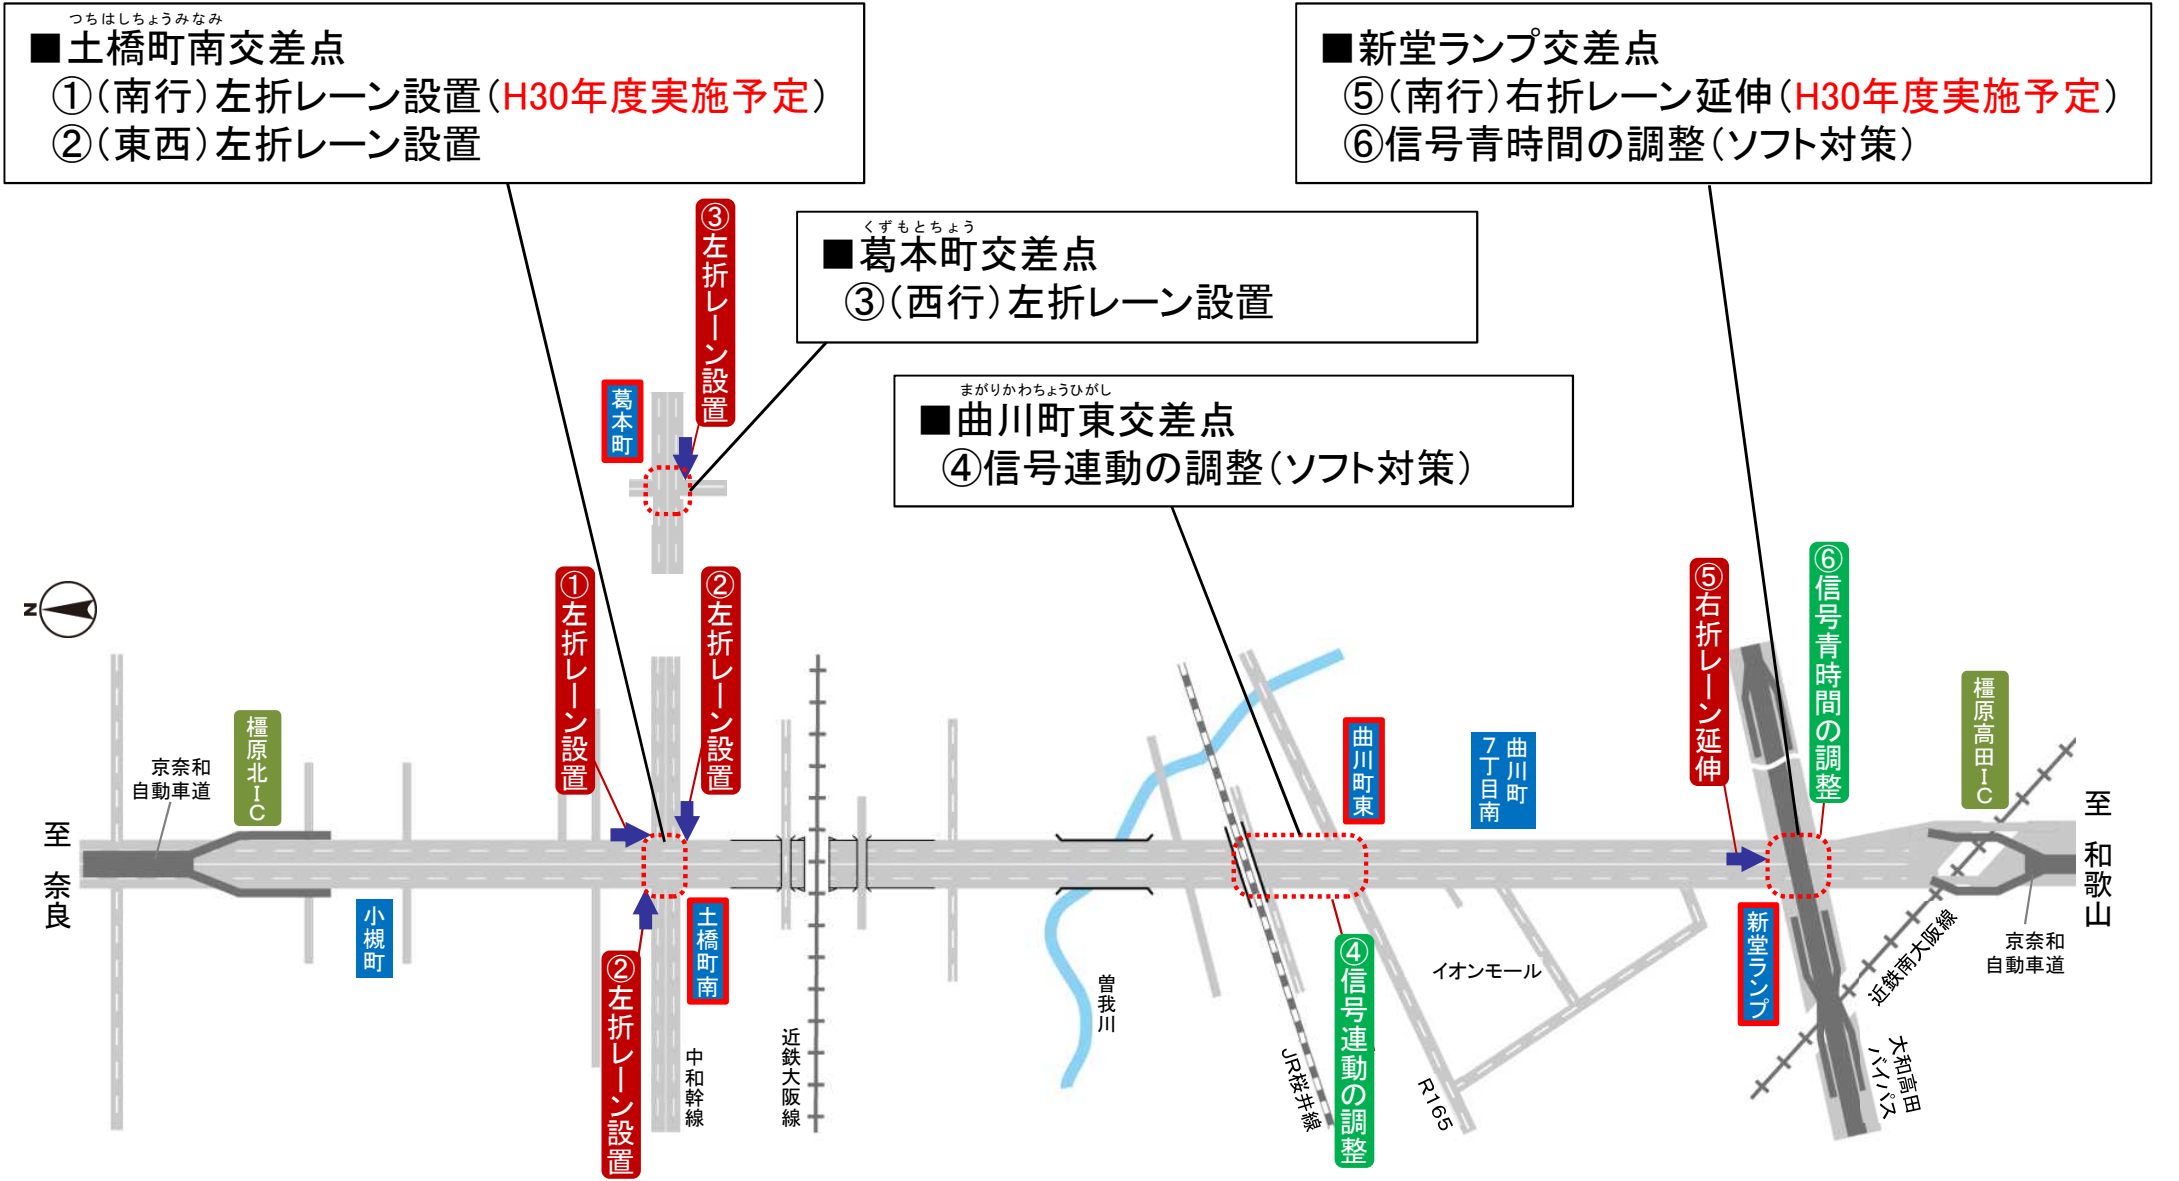 つちはしちょうみなみ
■土橋町南交差点
①(南行)左折レーン設置(H30年度実施予定)
②(東西)左折レーン設置
■新堂ランプ交差点
⑤(南行)右折レーン延伸(H30年度実施予定)
⑥信号青時間の調整(ソフト対策)
くずもとちょう
■葛本町交差点
③(西行)左折レーン設置
まがりかわちょうひがし
■曲川町東交差点
④信号連動の調整(ソフト対策)
③左折レーン設置
葛本町
①左折レーン設置
②左折レーン設置
⑤右折レーン延伸
⑥信号青時間の調整
N
橿原北IC
京奈和
自動車道
至 奈良
小槻町
土橋町南
②左折レーン設置
中和幹線
近鉄大阪線
曽我川
JR桜井線
④信号連動の調整
R165
曲川町東
曲川町
7丁目南
イオンモール
新堂ランプ
橿原高田IC
至 和歌山
京奈和
自動車道
近鉄南大阪線
大和高田
バイパス